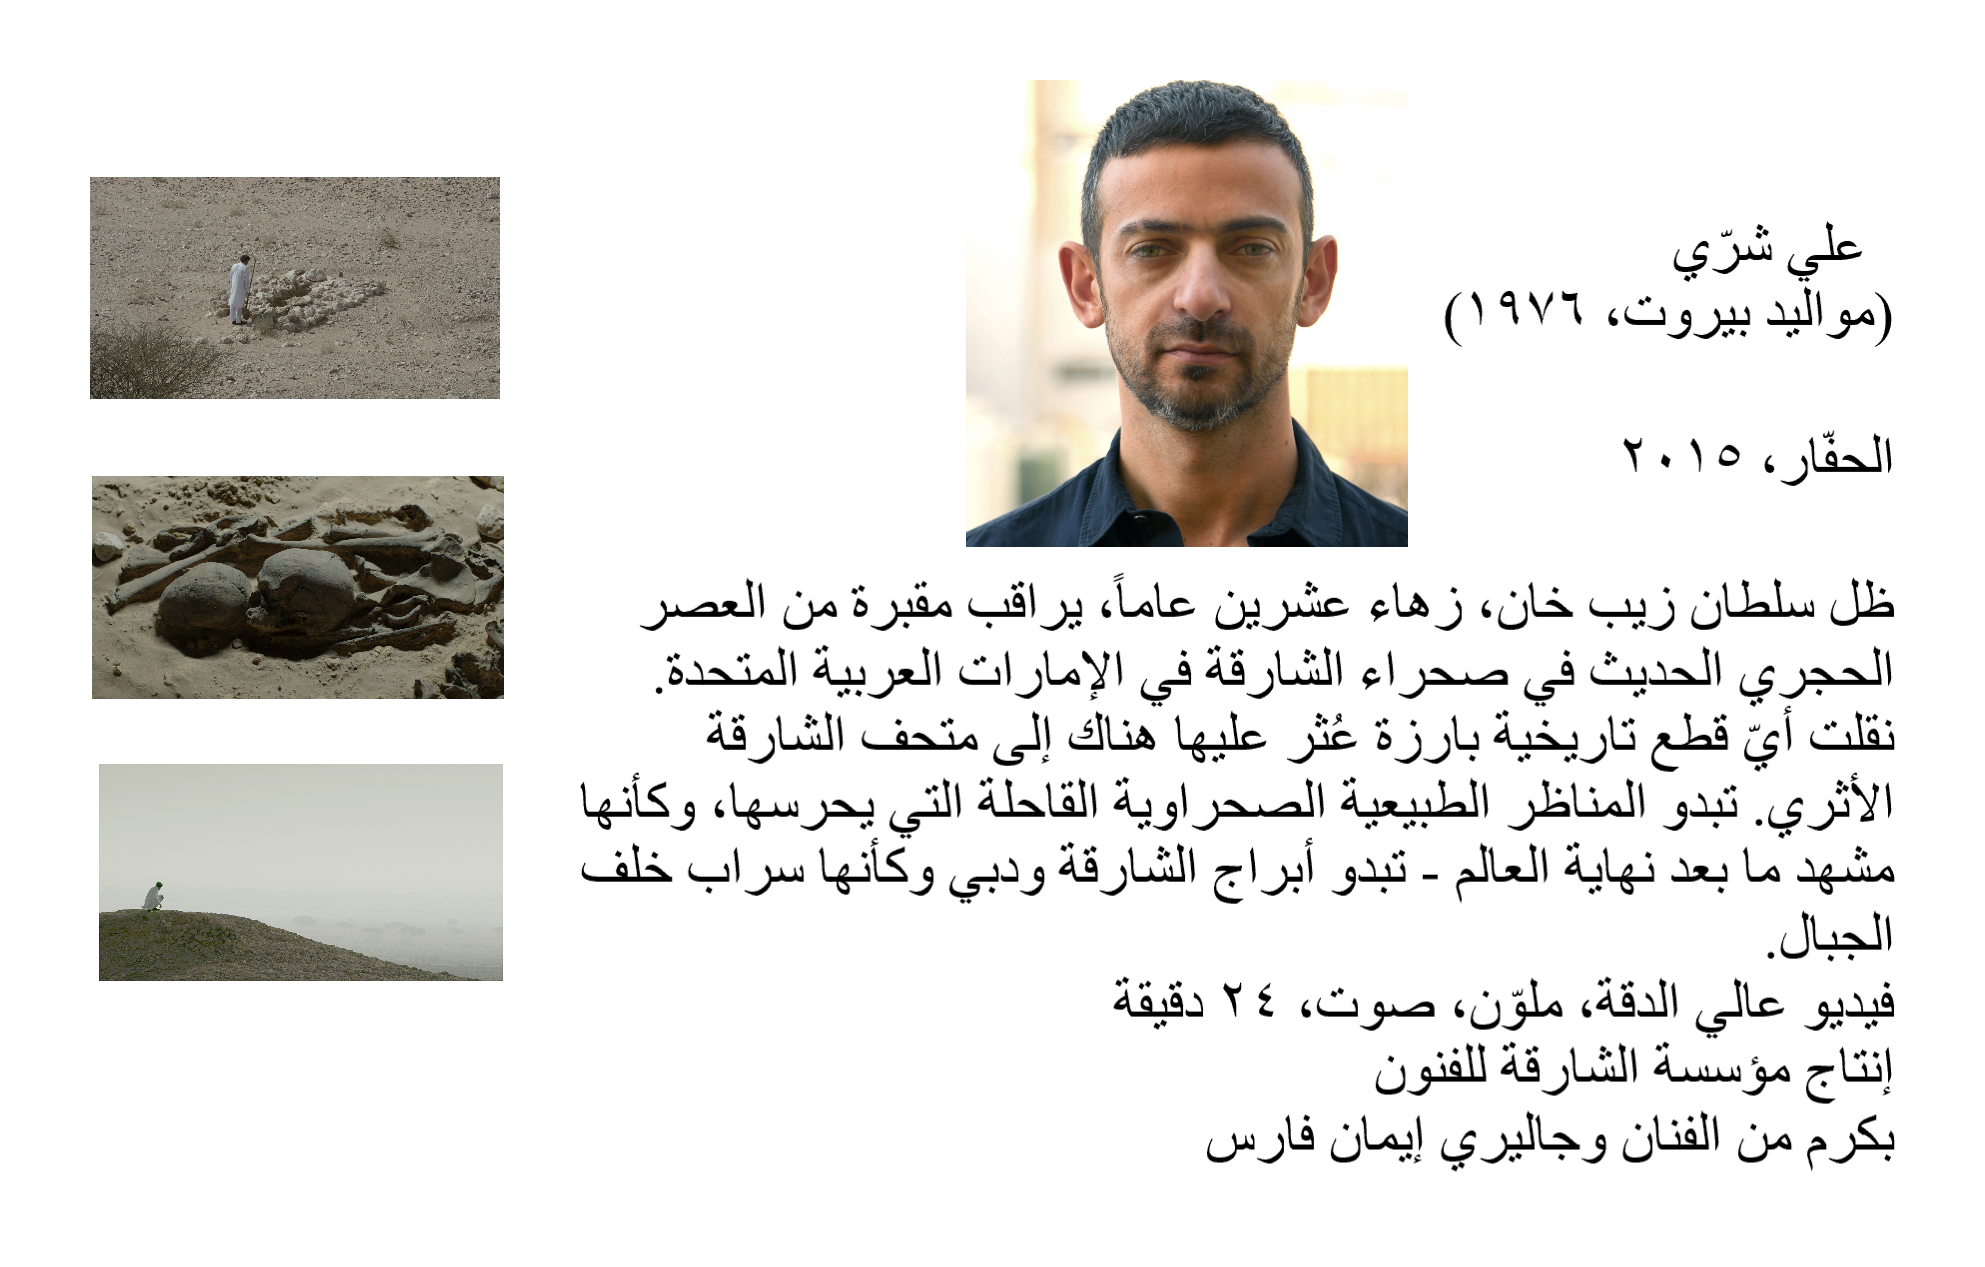 علي شرّي
(مواليد بيروت، ١٩٧٦)
الحفّار، ٢٠١٥
ظل سلطان زيب خان، زهاء عشرين عاماً، يراقب مقبرة من العصر
الحجري الحديث في صحراء الشارقة في الإمارات العربية المتحدة.
نقلت أيّ قطع تاريخية بارزة عُثر عليها هناك إلى متحف الشارقة
الأثري. تبدو المناظر الطبيعية الصحراوية القاحلة التي يحرسها، وكأنها
مشهد ما بعد نهاية العالم - تبدو أبراج الشارقة ودبي وكأنها سراب خلف
الجبال.
فيديو عالي الدقة، ملوّن، صوت، ٢٤ دقيقة
إنتاج مؤسسة الشارقة للفنون
بكرم من الفنان وجاليري إيمان فارس